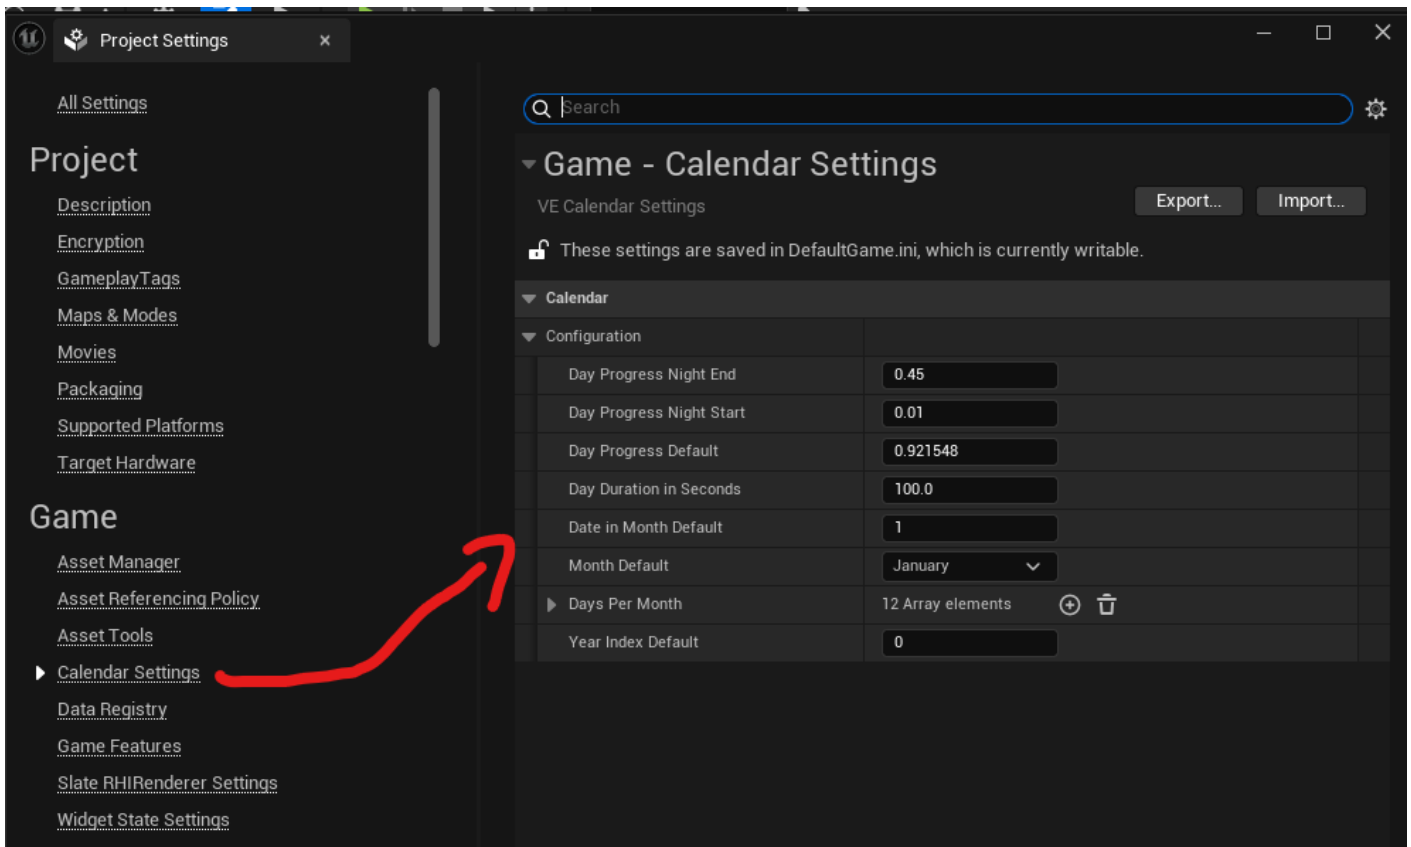 Project Settings
All Settings
Project
Description
Encryption
GameplayTags
Maps & Modes
Movies
Packaging
Supported Platforms
Target Hardware
Game
Asset Manager
Asset Referencing Policy
Asset Tools
Calendar Settings
Data Registry
Game Features
Slate RHIRenderer Settings
Widget State Settings
Search
Game - Calendar Settings
VE Calendar Settings
Export...
Import...
These settings are saved in DefaultGame.ini, which is currently writable.
Calendar
Configuration
Day Progress Night End 0.45
Day Progress Night Start 0.01
Day Progress Default 0.921548
Day Duration in Seconds 100.0
Date in Month Default 1
Month Default January
Days Per Month 12 Array elements
Year Index Default 0